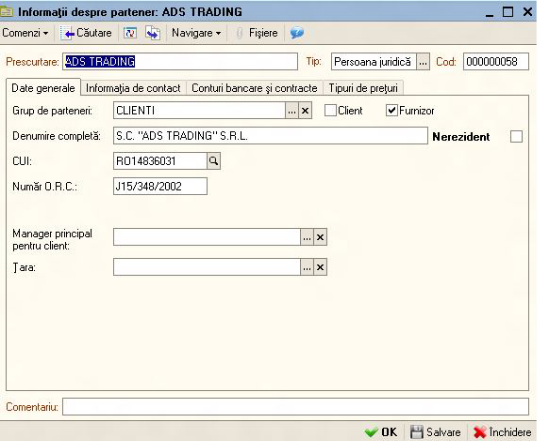 Informaţii despre partener: ADS TRADING
Comenzi Căutare Navigare Fişiere
Prescurtare: ADS TRADING Tip: Persoana juridică ... Cod: 000000058
Date generale Informaţia de contact Conturi bancare şi contracte Tipuri de preţuri
Grup de parteneri: CLIENTI ... x Client Furnizor
Denumire completă: S.C. "ADS TRADING" S.R.L. Nerezident
CUI: RO14836031
Număr O.R.C.: J15/348/2002
Manager principal
pentru client: ... x
Ţara: ... x
Comentariu:
OK Salvare Închidere